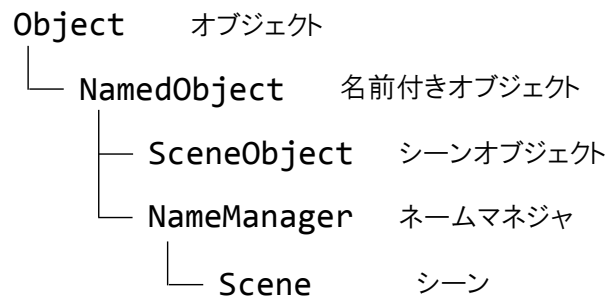 Object オブジェクト
NamedObject 名前付きオブジェクト
SceneObject シーンオブジェクト
NameManager ネームマネジャ
Scene シーン